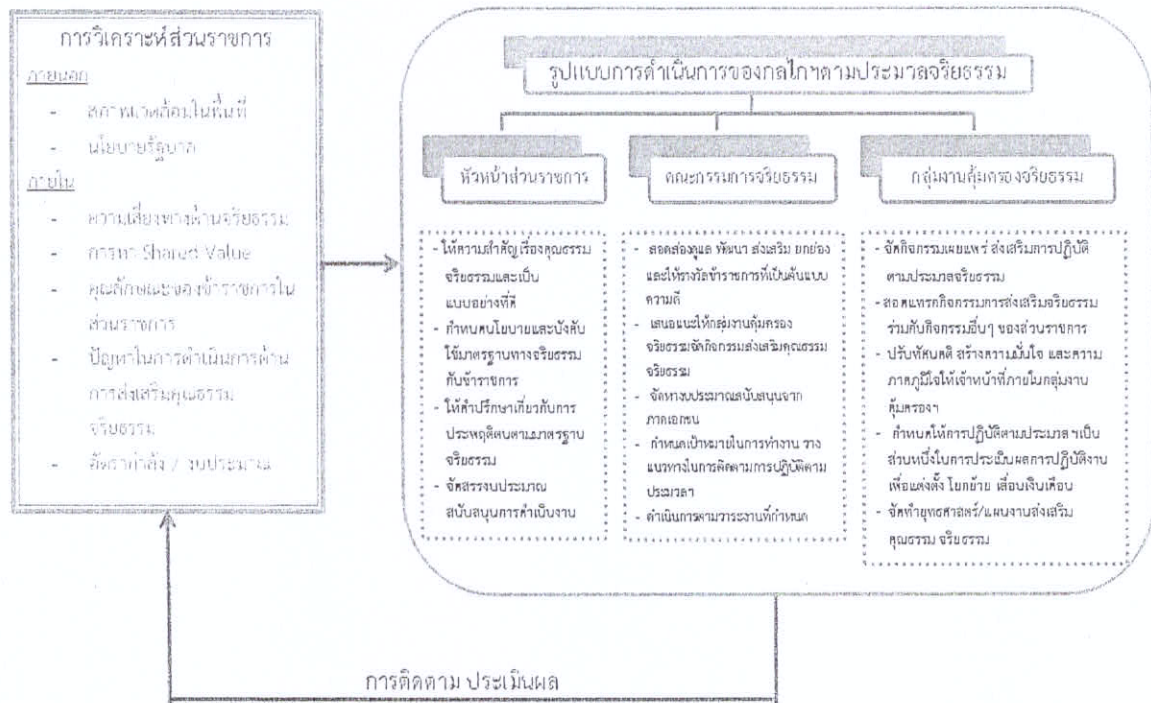 การวิเคราะห์ส่วนราชการ
ภายนอก
- สภาพแวดล้อมในพื้นที่
- นโยบายรัฐบาล
ภายใน
- ความเสี่ยงทางด้านจริยธรรม
- การหา Shared Value
- คุณลักษณะของข้าราชการใน
ส่วนราชการ
- ปัญหาในการดำเนินการด้าน
การส่งเสริมคุณธรรม
จริยธรรม
- อัตรากำลัง / งบประมาณ
รูปแบบการดำเนินการของกลไกฯตามประมวลจริยธรรม
หัวหน้าส่วนราชการ
- ให้ความสำคัญเรื่องคุณธรรม
จริยธรรมและเป็น
แบบอย่างที่ดี
- กำหนดนโยบายและบังคับ
ใช้มาตรฐานทางจริยธรรม
กับข้าราชการ
- ให้คำปรึกษาเกี่ยวกับการ
ประพฤติตนตามมาตรฐาน
จริยธรรม
- จัดสรรงบประมาณ
สนับสนุนการดำเนินงาน
คณะกรรมการจริยธรรม
- สอดส่องดูแล พัฒนา ส่งเสริม ยกย่อง
และให้รางวัลข้าราชการที่เป็นต้นแบบ
ความดี
- เสนอแนะให้กลุ่มงานคุ้มครอง
จริยธรรมจัดกิจกรรมส่งเสริมคุณธรรม
จริยธรรม
- จัดหางบประมาณสนับสนุนจาก
ภาคเอกชน
- กำหนดเป้าหมายในการทำงาน วาง
แนวทางในการติดตามการปฏิบัติตาม
ประมวลฯ
- ดำเนินการตามวาระงานที่กำหนด
กลุ่มงานคุ้มครองจริยธรรม
- จัดกิจกรรมเผยแพร่ ส่งเสริมการปฏิบัติ
ตามประมวลจริยธรรม
- สอดแทรกกิจกรรมการส่งเสริมจริยธรรม
ร่วมกับกิจกรรมอื่นๆ ของส่วนราชการ
- ปรับทัศนคติ สร้างความมั่นใจ และความ
ภาคภูมิใจให้เจ้าหน้าที่ภายในกลุ่มงาน
คุ้มครองฯ
- กำหนดให้การปฏิบัติตามประมวลฯเป็น
ส่วนหนึ่งในการประเมินผลการปฏิบัติงาน
เพื่อแต่งตั้ง โยกย้าย เลื่อนเงินเดือน
- จัดทำยุทธศาสตร์/แผนงานส่งเสริม
คุณธรรม จริยธรรม
การติดตาม ประเมินผล